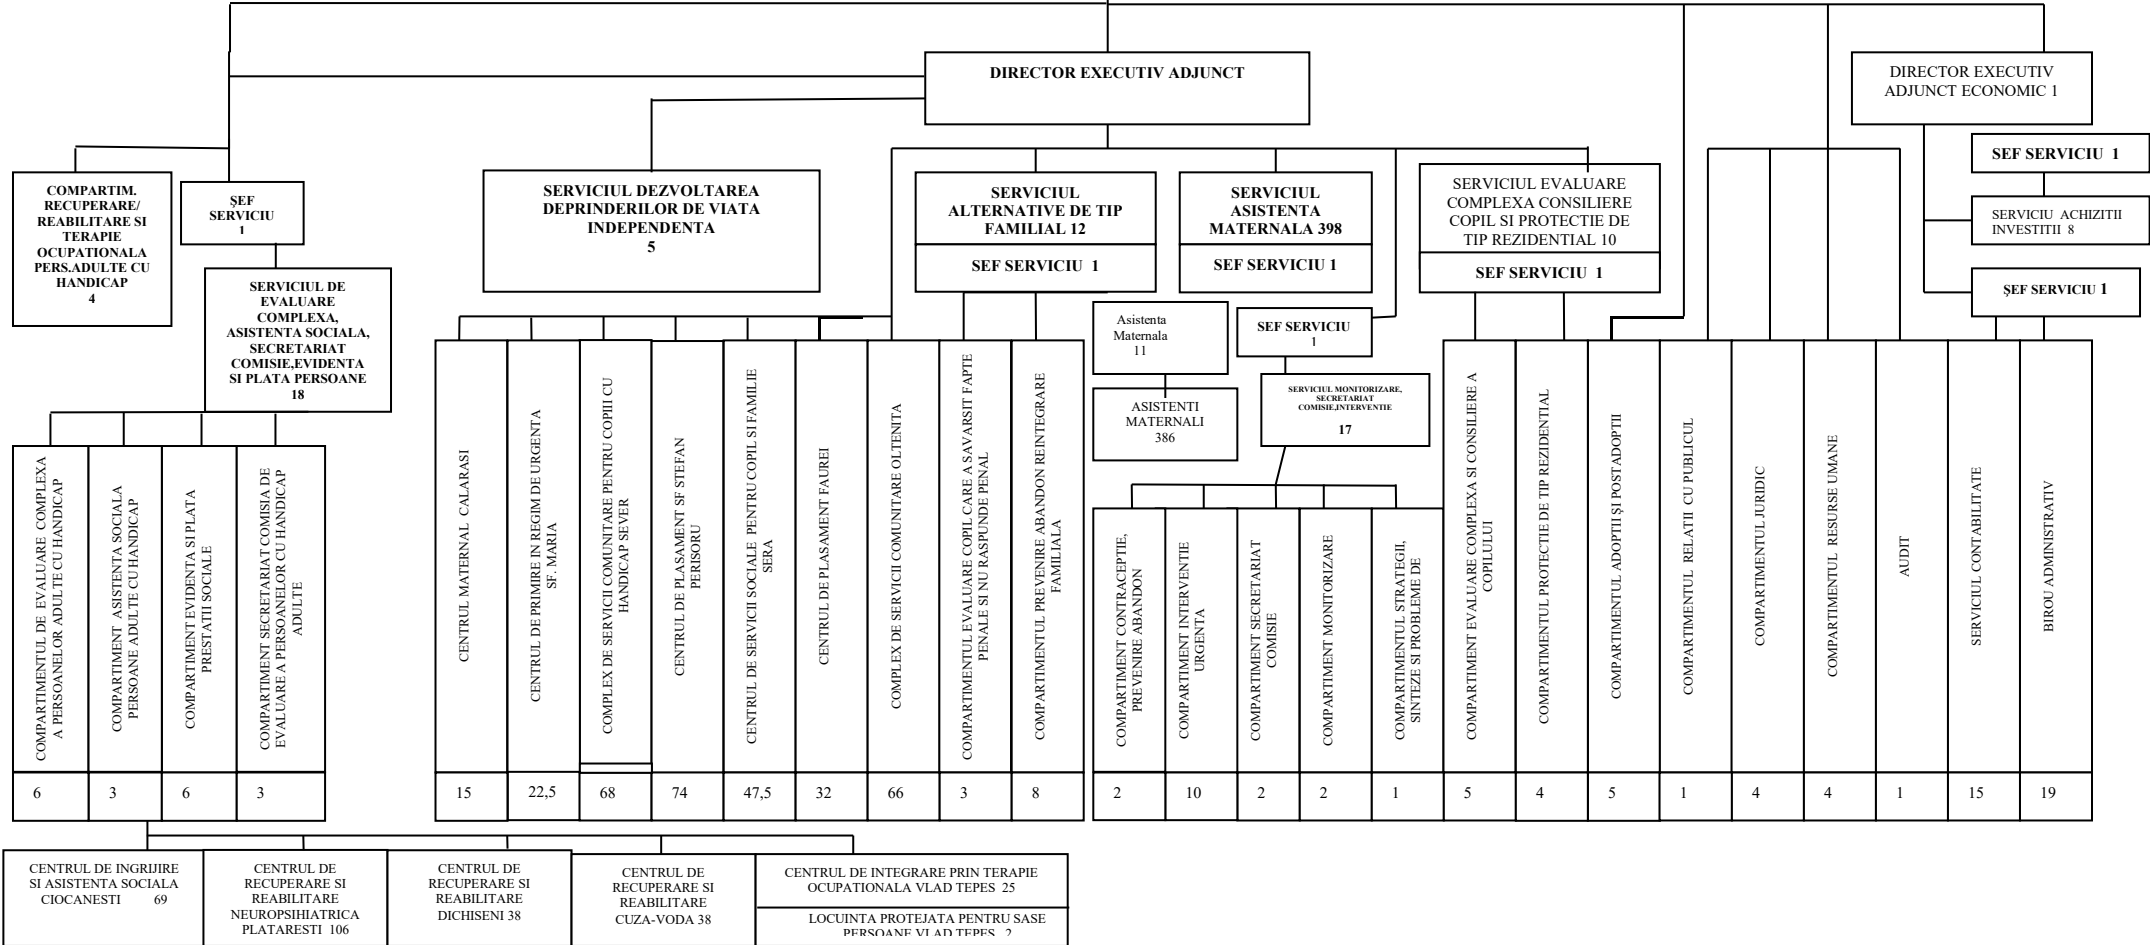 DIRECTOR EXECUTIV ADJUNCT
DIRECTOR EXECUTIV
ADJUNCT ECONOMIC 1
SEF SERVICIU 1
SERVICIU ACHIZITII
INVESTITII 8
ŞEF SERVICIU 1
COMPARTIM.
RECUPERARE/
REABILITARE SI
TERAPIE
OCUPATIONALA
PERS.ADULTE CU
HANDICAP
4
ŞEF
SERVICIU
1
SERVICIUL DE
EVALUARE
COMPLEXA,
ASISTENTA SOCIALA,
SECRETARIAT
COMISIE,EVIDENTA
SI PLATA PERSOANE
18
SERVICIUL DEZVOLTAREA
DEPRINDERILOR DE VIATA
INDEPENDENTA
5
SERVICIUL
ALTERNATIVE DE TIP
FAMILIAL 12
SEF SERVICIU 1
SERVICIUL
ASISTENTA
MATERNALA 398
SEF SERVICIU 1
SERVICIUL EVALUARE
COMPLEXA CONSILIERE
COPIL SI PROTECTIE DE
TIP REZIDENTIAL 10
SEF SERVICIU 1
Asistenta
Maternala
11
ASISTENTI
MATERNALI
386
SEF SERVICIU
1
SERVICIUL MONITORIZARE,
SECRETARIAT
COMISIE,INTERVENTIE
17
COMPARTIMENTUL DE EVALUARE COMPLEXA
A PERSOANELOR ADULTE CU HANDICAP
6
COMPARTIMENT ASISTENTA SOCIALA
PERSOANE ADULTE CU HANDICAP
3
COMPARTIMENT EVIDENTA SI PLATA
PRESTATII SOCIALE
6
COMPARTIMENT SECRETARIAT COMISIA DE
EVALUARE A PERSOANELOR CU HANDICAP
ADULTE
3
CENTRUL MATERNAL CALARASI
15
CENTRUL DE PRIMIRE IN REGIM DE URGENTA
SF. MARIA
22,5
COMPLEX DE SERVICII COMUNITARE PENTRU COPIII CU
HANDICAP SEVER
68
CENTRUL DE PLASAMENT SF STEFAN
PERISORU
74
CENTRUL DE SERVICII SOCIALE PENTRU COPIL SI FAMILIE
SERA
47,5
CENTRUL DE PLASAMENT FAUREI
32
COMPLEX DE SERVICII COMUNITARE OLTENITA
66
COMPARTIMENTUL EVALUARE COPIL CARE A SAVARSIT FAPTE
PENALE SI NU RASPUNDE PENAL
3
COMPARTIMENTUL PREVENIRE ABANDON REINTEGRARE
FAMILIALA
8
COMPARTIMENT CONTRACEPTIE,
PREVENIRE ABANDON
2
COMPARTIMENT INTERVENTIE
URGENTA
10
COMPARTIMENT SECRETARIAT
COMISIE
2
COMPARTIMENT MONITORIZARE
2
COMPARTIMENTUL STRATEGII,
SINTEZE SI PROBLEME DE
1
COMPARTIMENT EVALUARE COMPLEXA SI CONSILIERE A
COPILULUI
5
COMPARTIMENTUL PROTECTIE DE TIP REZIDENTIAL
4
COMPARTIMENTUL ADOPTII ŞI POSTADOPTII
5
COMPARTIMENTUL RELATII CU PUBLICUL
1
COMPARTIMENTUL JURIDIC
4
COMPARTIMENTUL RESURSE UMANE
4
AUDIT
1
SERVICIUL CONTABILITATE
15
BIROU ADMINISTRATIV
19
CENTRUL DE INGRIJIRE
SI ASISTENTA SOCIALA
CIOCANESTI 69
CENTRUL DE
RECUPERARE SI
REABILITARE
NEUROPSIHIATRICA
PLATARESTI 106
CENTRUL DE
RECUPERARE SI
REABILITARE
DICHISENI 38
CENTRUL DE
RECUPERARE SI
REABILITARE
CUZA-VODA 38
CENTRUL DE INTEGRARE PRIN TERAPIE
OCUPATIONALA VLAD TEPES 25
LOCUINTA PROTEJATA PENTRU SASE
PERSOANE VLAD TEPES 2